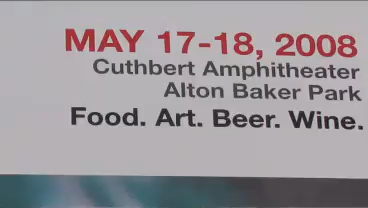 MAY 17-18, 2008
Cuthbert Amphitheater
Alton Baker Park
Food. Art. Beer. Wine.